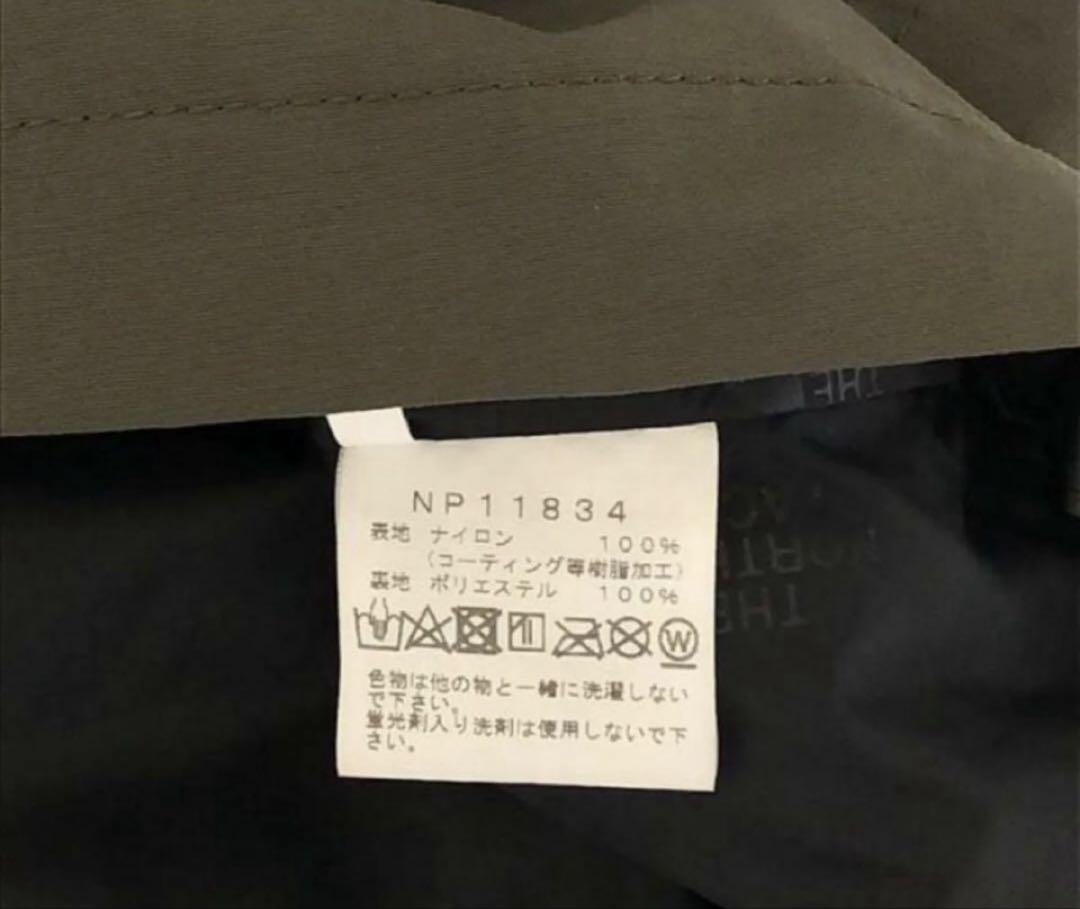 THE
NP11834
表地 ナイロン 100%
(コーティング等樹脂加工)
裏地 ポリエステル 100%
W
色物は他の物と一緒に洗濯しない
で下さい。
蛍光剤入り洗剤は使用しないで下
さい。
THE
NORTH